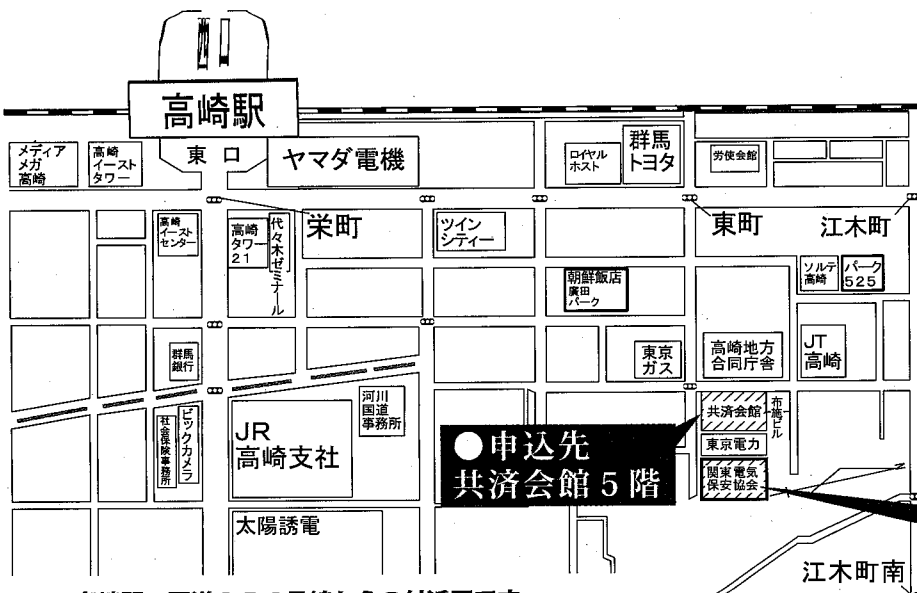 高崎駅
東口
メディア
メガ
高崎
高崎
イースト
タワー
ヤマダ電機
ロイヤル
ホスト
群馬
トヨタ
労使会館
高崎
イースト
センター
高崎
タワー
21
代々木ゼミナール
栄町
ツイン
シティー
東町
江木町
朝鮮飯店
廣田
パーク
ソルテ
高崎
パーク
525
群馬
銀行
東京
ガス
高崎地方
合同庁舎
JT
高崎
社会保険事務所
ビックカメラ
JR
高崎支社
河川
国道
事務所
共済会館
布施ビル
●申込先
共済会館5階
東京電力
関東電気
保安協会
太陽誘電
江木町南